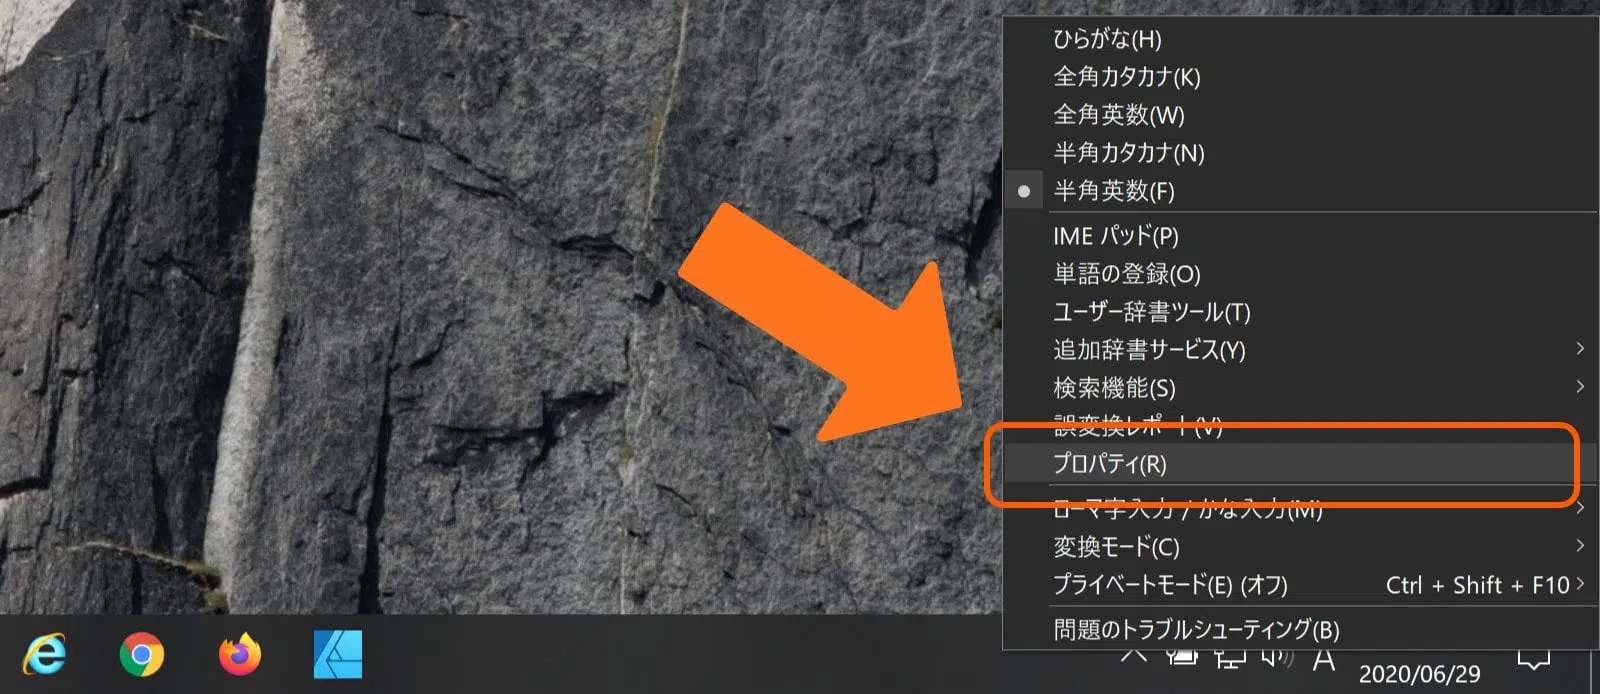 ひらがな(H)
全角カタカナ(K)
全角英数(W)
半角カタカナ(N)
半角英数(F)
IME パッド(P)
単語の登録(O)
ユーザー辞書ツール(T)
追加辞書サービス(Y)
検索機能(S)
誤変換レポート(V)
プロパティ(R)
ローマ字入力 / かな入力(M)
変換モード(C)
プライベートモード(E) (オフ) Ctrl + Shift + F10
問題のトラブルシューティング(B)
A
2020/06/29